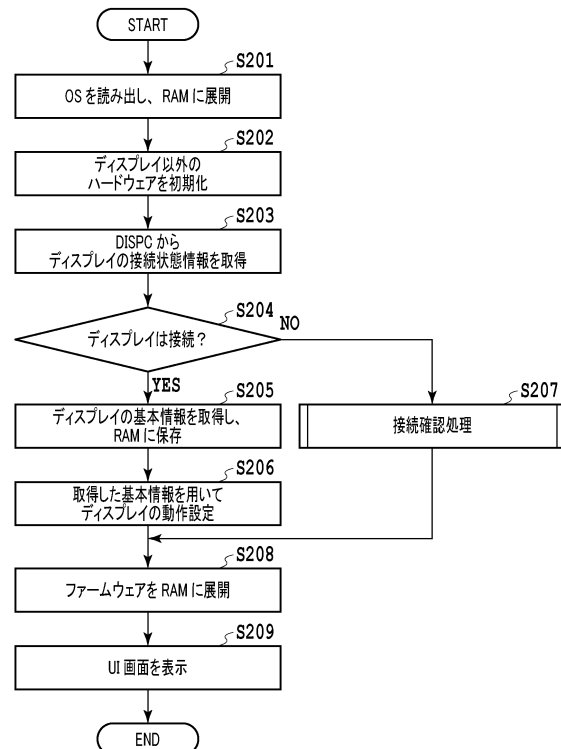 START
S201
OSを読み出し、RAMに展開
S202
ディスプレイ以外の
ハードウェアを初期化
S203
DISPCから
ディスプレイの接続状態情報を取得
S204
ディスプレイは接続？
NO
YES
S205
ディスプレイの基本情報を取得し、
RAMに保存
S207
接続確認処理
S206
取得した基本情報を用いて
ディスプレイの動作設定
S208
ファームウェアをRAMに展開
S209
UI画面を表示
END